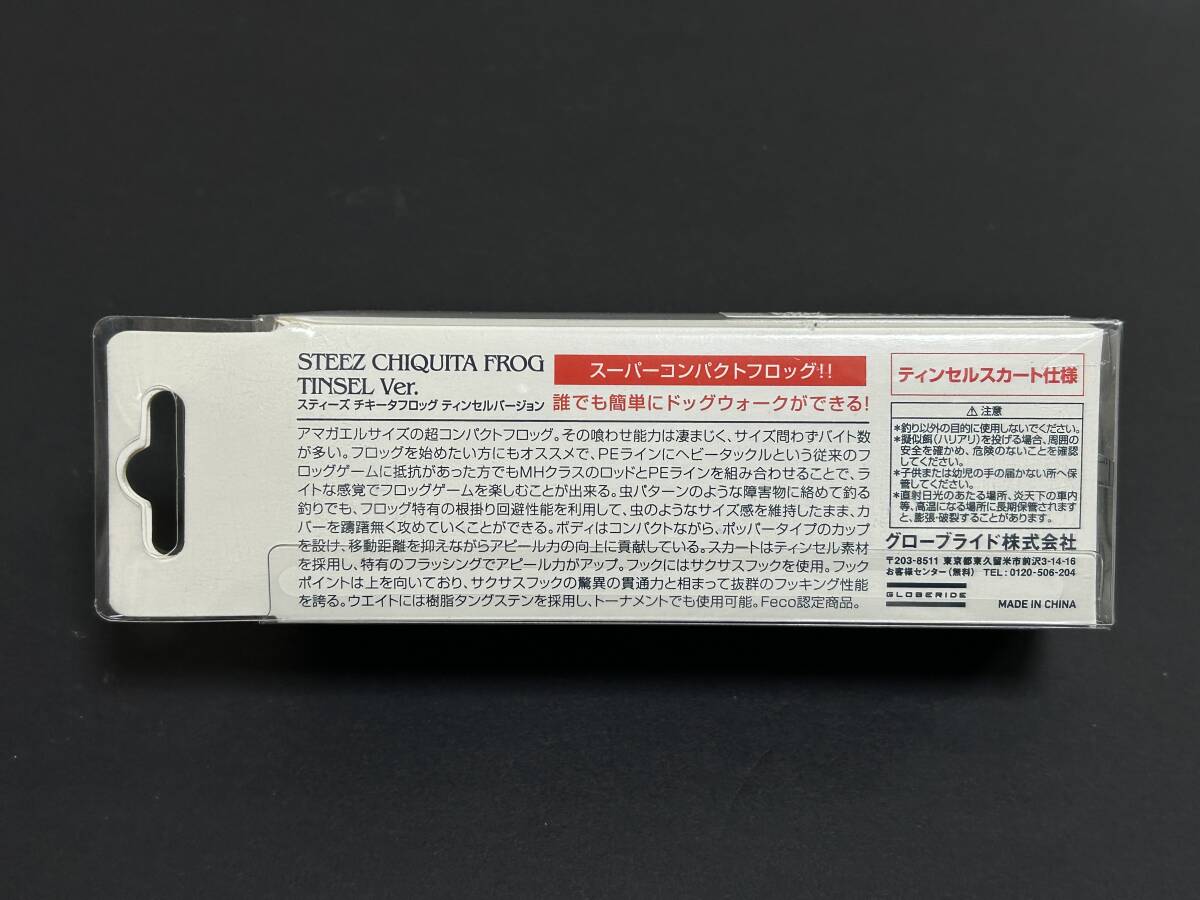 STEEZ CHIQUITA FROG
TINSEL Ver.
スティーズ チキータフロッグ ティンセルバージョン
スーパーコンパクトフロッグ!!
誰でも簡単にドッグウォークができる!
アマガエルサイズの超コンパクトフロッグ。その喰わせ能力は凄まじく、サイズ問わずバイト数
が多い。フロッグを始めたい方にもオススメで、PEラインにヘビータックルという従来のフ
ロッグゲームに抵抗があった方でもMHクラスのロッドとPEラインを組み合わせることで、ラ
イトな感覚でフロッグゲームを楽しむことが出来る。虫パターンのような障害物に絡めて釣る
釣りでも、フロッグ特有の根掛り回避性能を利用して、虫のようなサイズ感を維持したまま、カ
バーを躊躇無く攻めていくことができる。ボディはコンパクトながら、ポッパータイプのカップ
を設け、移動距離を抑えながらアピール力の向上に貢献している。スカートはティンセル素材
を採用し、特有のフラッシングでアピール力がアップ。フックにはサクサスフックを使用。フック
ポイントは上を向いており、サクサスフックの驚異の貫通力と相まって抜群のフッキング性能
を誇る。ウエイトには樹脂タングステンを採用し、トーナメントでも使用可能。Feco認定商品。
ティンセルスカート仕様
⚠注意
*釣り以外の目的に使用しないでください。
*擬似餌(ハリアリ)を投げる場合、周囲の
安全を確かめ、危険のないことを確認
してください。
*子供または幼児の手の届かない所へ保
管してください。
*直射日光のあたる場所、炎天下の車内
等、高温になる場所に長期保管されます
と、膨張・破裂することがあります。
グローブライド株式会社
〒203-8511 東京都東久留米市前沢3-14-16
お客様センター(無料) TEL:0120-506-204
GLOBERIDE
MADE IN CHINA